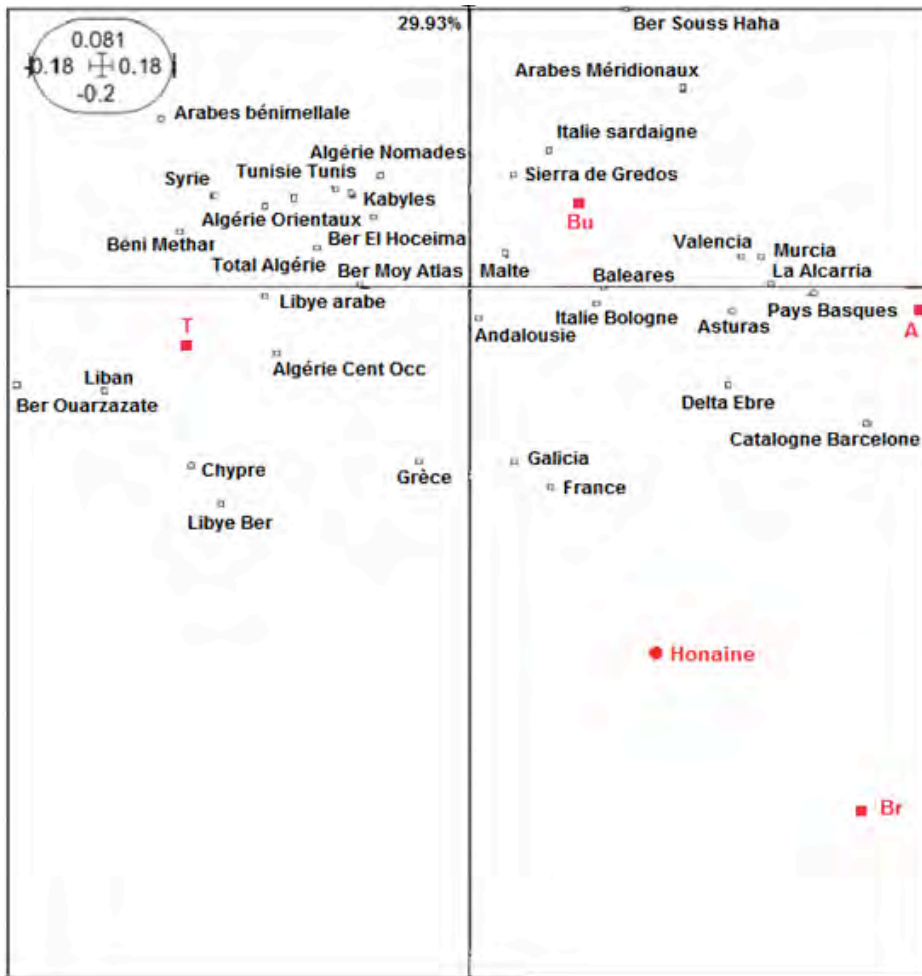 29.93%
Ber Souss Haha
0.081
0.18
0.18
-0.2
Arabes Méridionaux
Arabes bénimellale
Italie sardaigne
Algérie Nomades
Tunisie Tunis
Sierra de Gredos
Syrie
Kabyles
Algérie Orientaux
Bu
Béni Methar
Ber El Hoceima
Valencia
Murcia
Total Algérie
Ber Moy Atlas
Malte
Baleares
La Alcarria
Libye arabe
Pays Basques
T
Andalousie
Italie Bologne
Asturas
A
Algérie Cent Occ
Liban
Ber Ouarzazate
Delta Ebre
Catalogne Barcelone
Chypre
Grèce
Galicia
France
Libye Ber
Honaine
Br